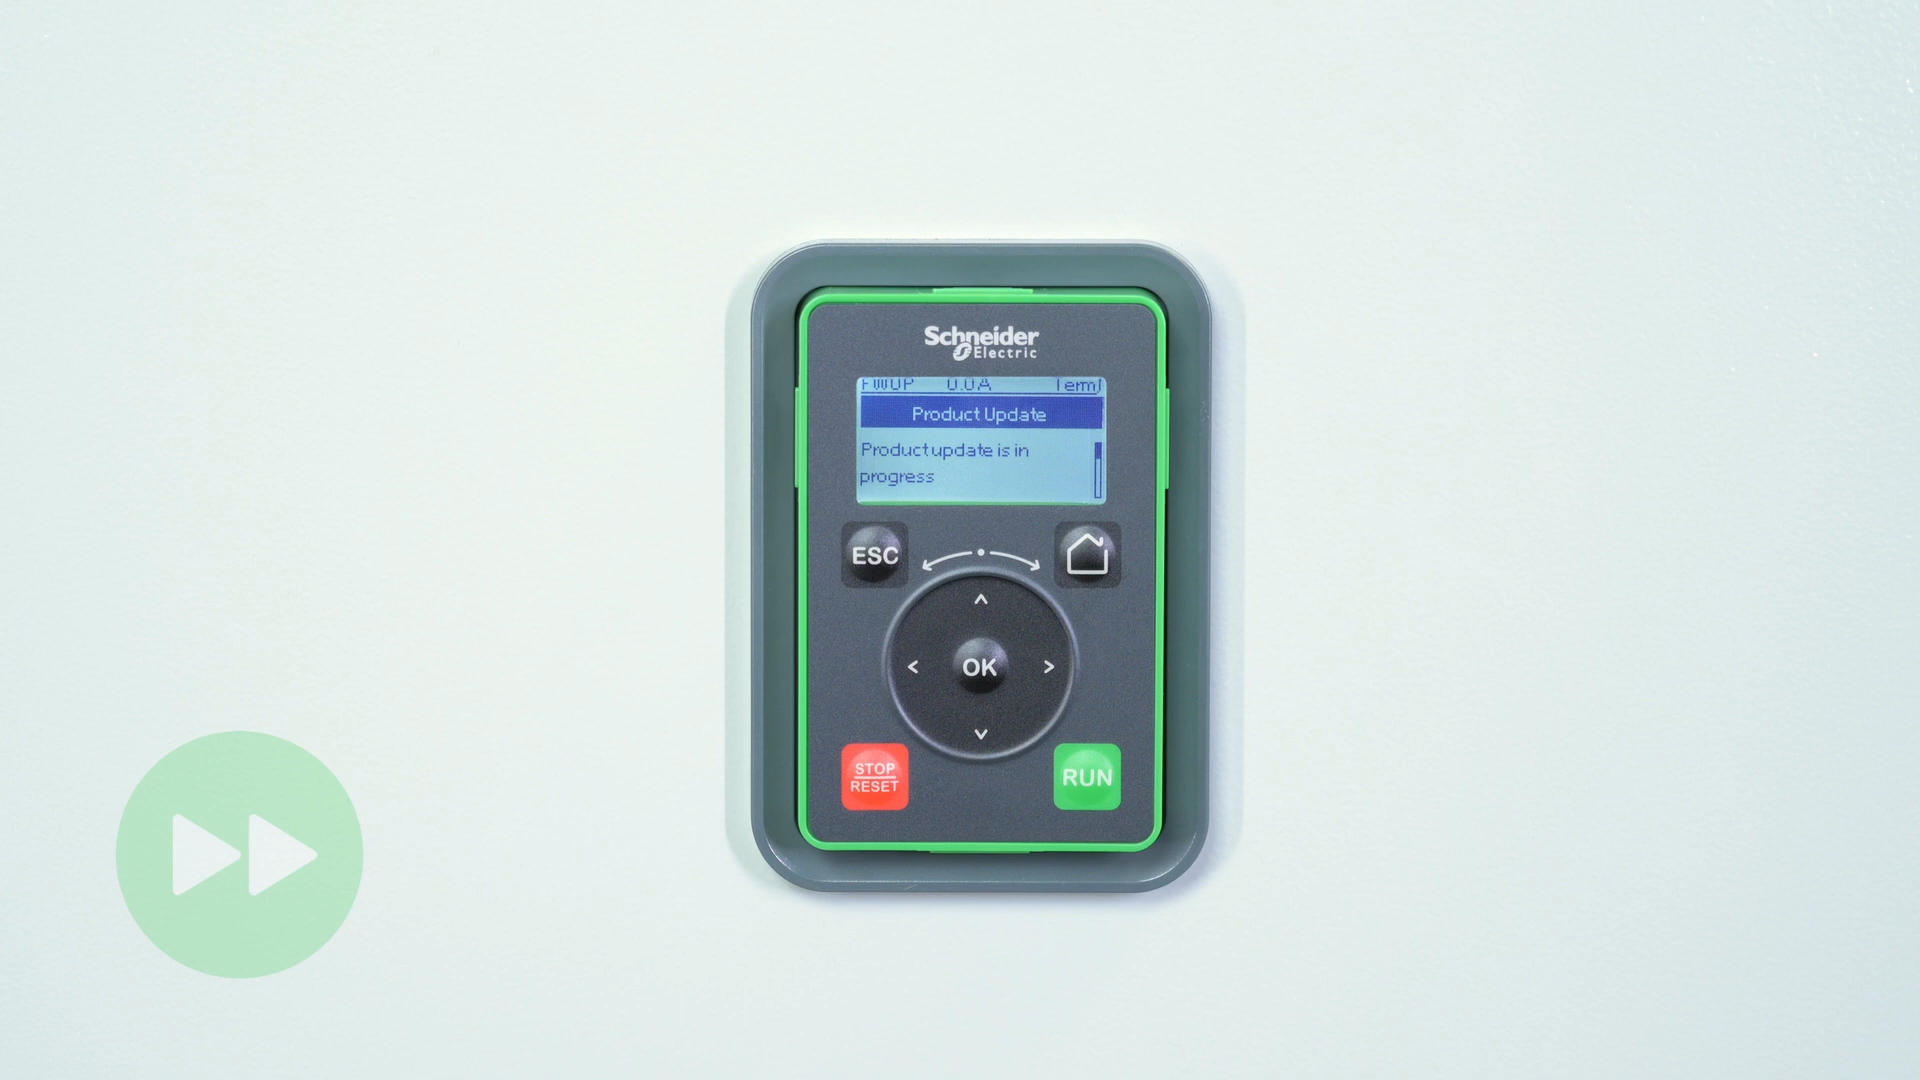 Schneider
Electric
FWUP 0.0A Term
Product Update
Product update is in
progress
ESC
OK
STOP
RESET
RUN